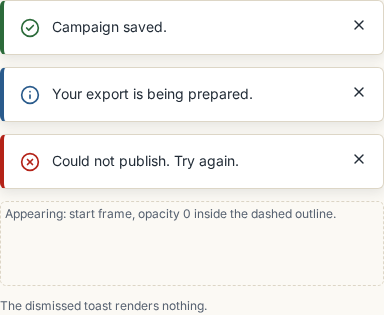 Campaign saved.
Your export is being prepared.
Could not publish. Try again.
Appearing: start frame, opacity 0 inside the dashed outline.
The dismissed toast renders nothing.